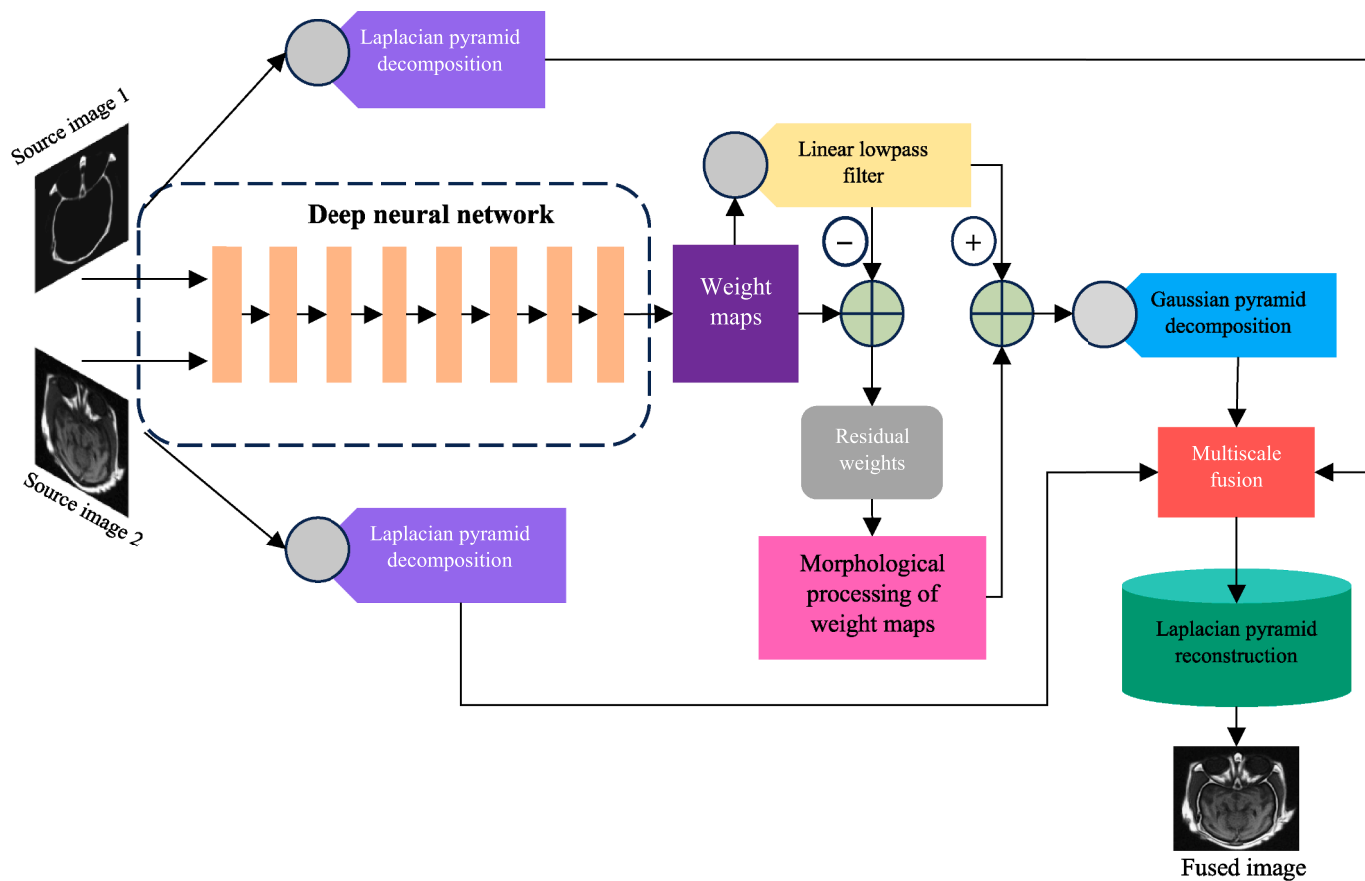 Laplacian pyramid
decomposition
Source image 1
Linear lowpass
filter
Deep neural network
−
+
Weight
maps
Gaussian pyramid
decomposition
Residual
weights
Multiscale
fusion
Source image 2
Laplacian pyramid
decomposition
Morphological
processing of
weight maps
Laplacian pyramid
reconstruction
Fused image